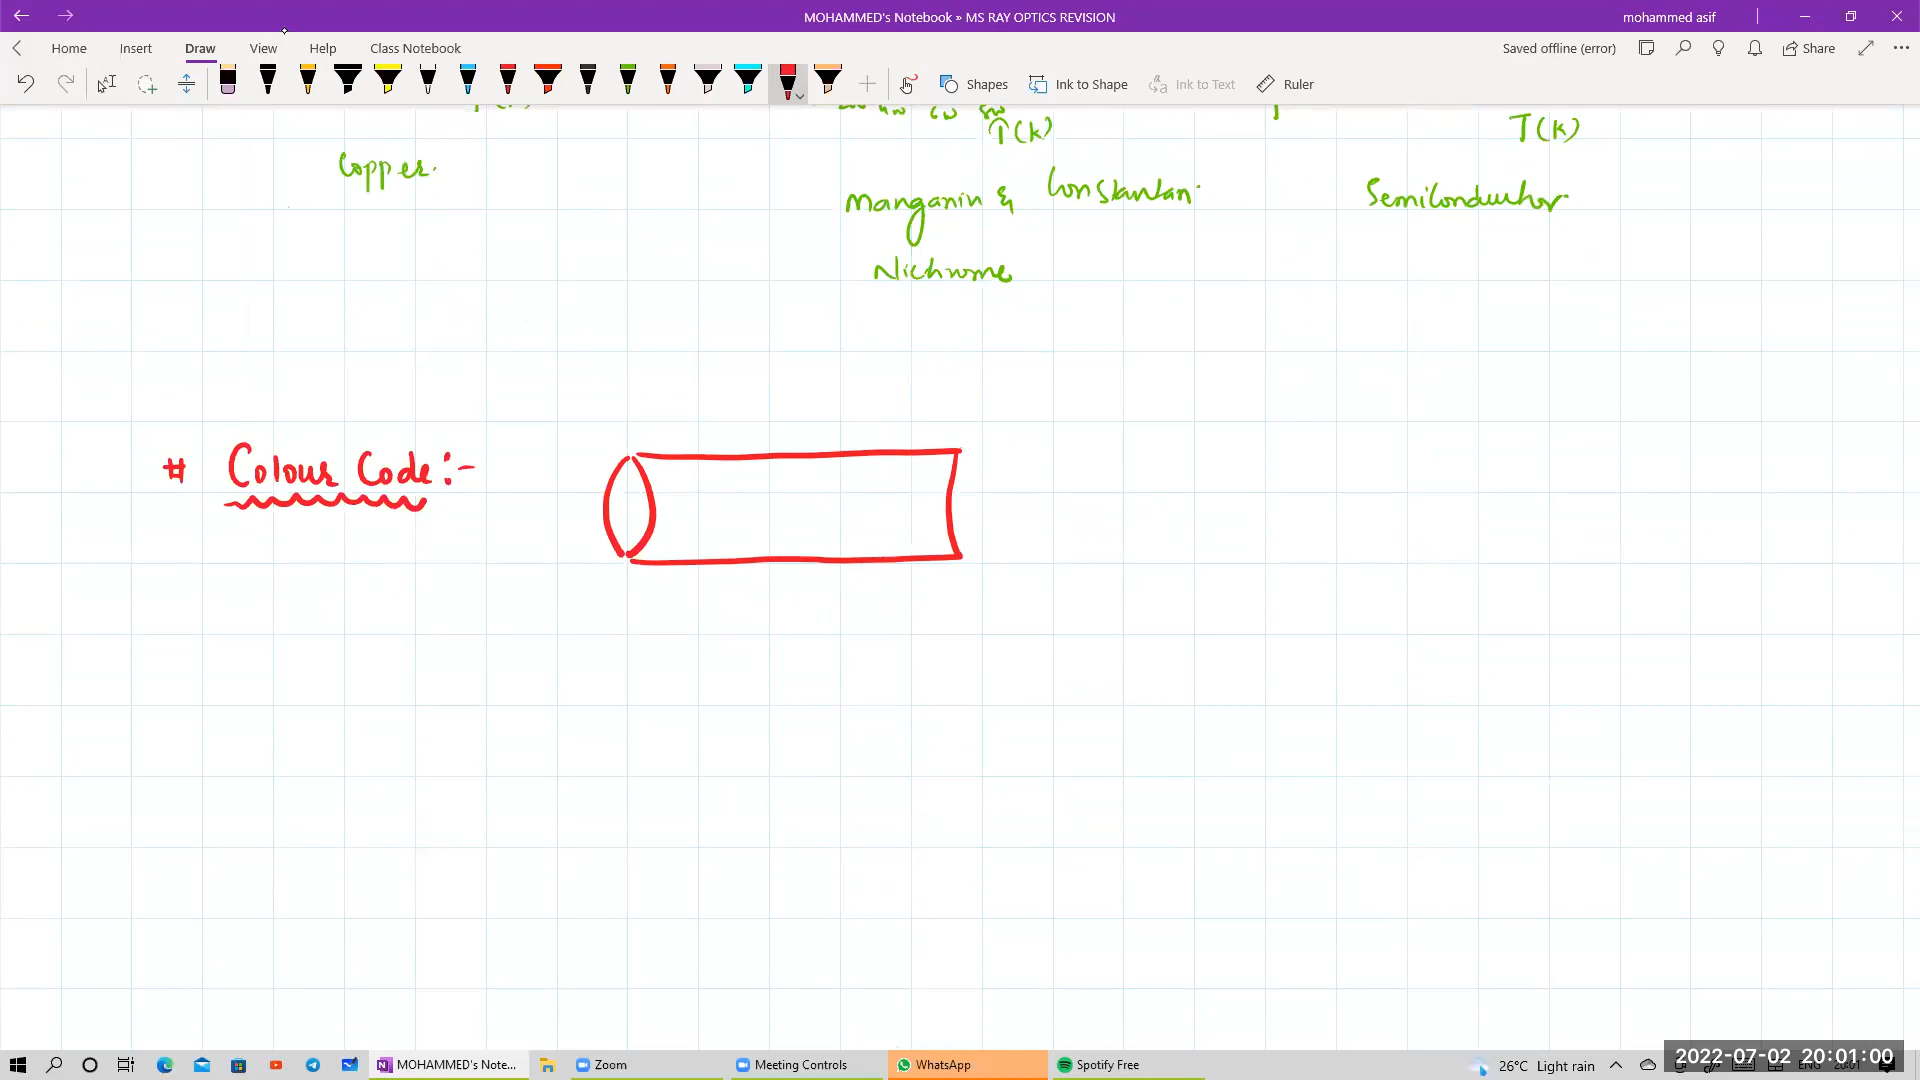 MOHAMMED's Notebook » MS RAY OPTICS REVISION
mohammed asif
Home Insert Draw View Help Class Notebook
Saved offline (error)
Share
Shapes
Ink to Shape
Ink to Text
Ruler
T(K)
T(K)
Copper.
Manganin & Constantan.
Semiconductor
Nichrome
# Colour Code:-
MOHAMMED's Note...
Zoom
Meeting Controls
WhatsApp
Spotify Free
26°C Light rain
2022-07-02 20:01:00